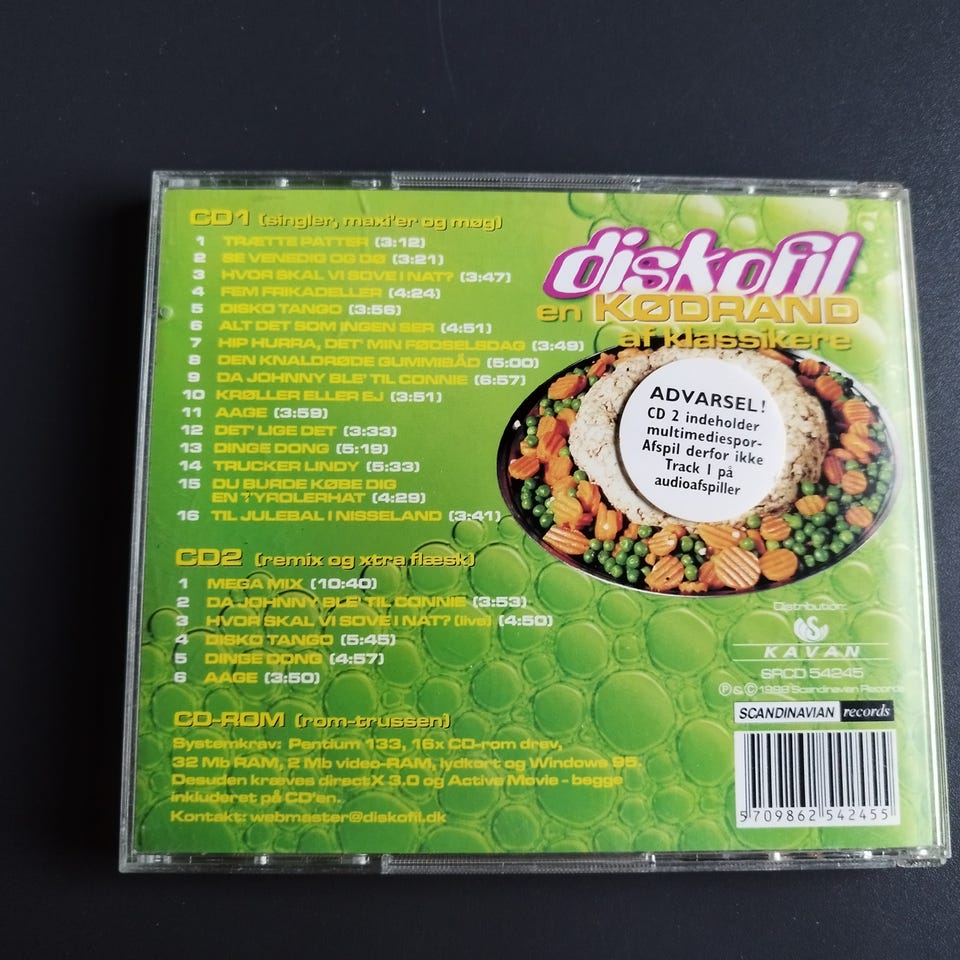 CD1 (singler, maxi'er og møg)
1 TRÆTTE PATTER (3:12)
2 SE VENEDIG OG DØ (3:21)
3 HVOR SKAL VI SOVE I NAT? (3:47)
4 FEM FRIKADELLER (4:24)
5 DISKO TANGO (3:56)
6 ALT DET SOM INGEN SER (4:51)
7 HIP HURRA, DET' MIN FØDSELSDAG (3:49)
8 DEN KNALDRØDE GUMMIBÅD (5:00)
9 DA JOHNNY BLE' TIL CONNIE (6:57)
10 KRØLLER ELLER EJ (3:51)
11 AAGE (3:59)
12 DET' LIGE DET (3:33)
13 DINGE DONG (5:19)
14 TRUCKER LINDY (5:33)
15 DU BURDE KØBE DIG
EN TYROLERHAT (4:29)
16 TIL JULEBAL I NISSELAND (3:41)
CD2 (remix og xtra flæsk)
1 MEGA MIX (10:40)
2 DA JOHNNY BLE' TIL CONNIE (3:53)
3 HVOR SKAL VI SOVE I NAT? (live) (4:50)
4 DISKO TANGO (5:45)
5 DINGE DONG (4:57)
6 AAGE (3:50)
CD-ROM (rom-trussen)
Systemkrav: Pentium 133, 16x CD-rom drev,
32 Mb RAM, 2 Mb video-RAM, lydkort og Windows 95.
Desuden kræves directX 3.0 og Active Movie - begge
inkluderet på CD'en.
Kontakt: webmaster@diskofil.dk
diskofil
en KØDRAND
af klassikere
ADVARSEL!
CD 2 indeholder
multimediespor-
Afspil derfor ikke
Track 1 på
audioafspiller
Distribution:
KAVAN
SRCD 54245
Ⓟ & © 1998 Scandinavian Records
SCANDINAVIAN records
5 709862 542455